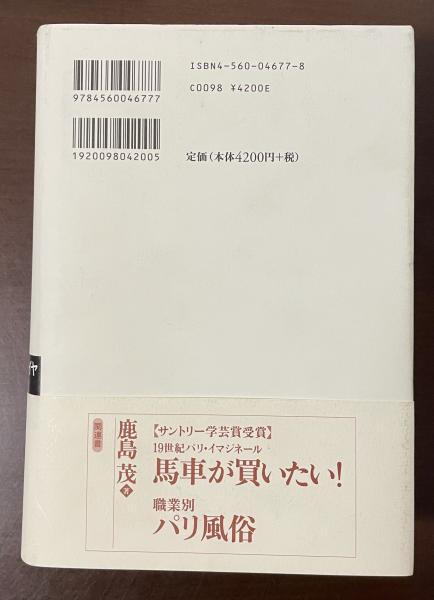 ISBN4-560-04677-8
C0098 ¥4200E
9784560046777
定価(本体4200円+税)
1920098042005
ヤ
関連書
鹿島茂 著
【サントリー学芸賞受賞】
19世紀パリ・イマジネール
馬車が買いたい!
職業別
パリ風俗